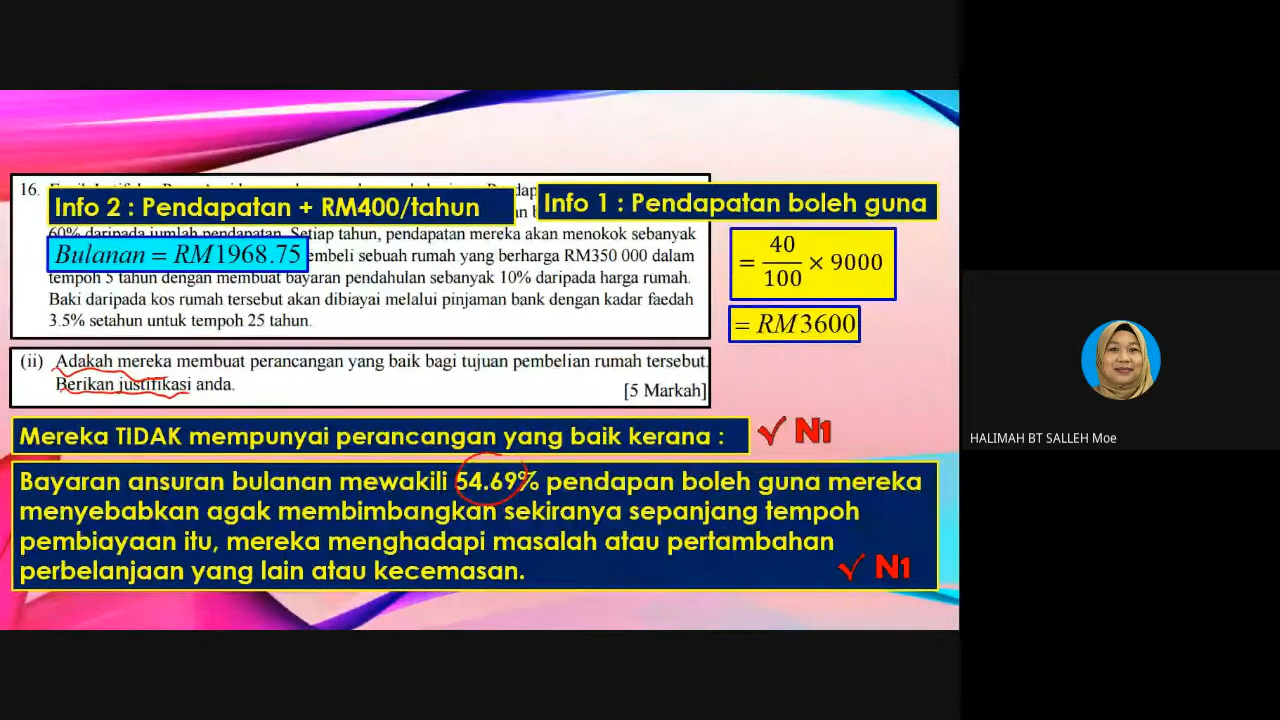 16.
Info 2 : Pendapatan + RM400/tahun
Info 1 : Pendapatan boleh guna
60% daripada jumlah pendapatan. Setiap tahun, pendapatan mereka akan menokok sebanyak
Bulanan = RM1968.75
sebuah rumah yang berharga RM350 000 dalam
tempoh 5 tahun dengan membuat bayaran pendahulan sebanyak 10% daripada harga rumah.
Baki daripada kos rumah tersebut akan dibiayai melalui pinjaman bank dengan kadar faedah
3.5% setahun untuk tempoh 25 tahun.
= 40/100 × 9000
= RM3600
(ii) Adakah mereka membuat perancangan yang baik bagi tujuan pembelian rumah tersebut.
Berikan justifikasi anda.
[5 Markah]
Mereka TIDAK mempunyai perancangan yang baik kerana :
√ N1
Bayaran ansuran bulanan mewakili 54.69% pendapan boleh guna mereka
menyebabkan agak membimbangkan sekiranya sepanjang tempoh
pembiayaan itu, mereka menghadapi masalah atau pertambahan
perbelanjaan yang lain atau kecemasan.
√ N1
HALIMAH BT SALLEH Moe